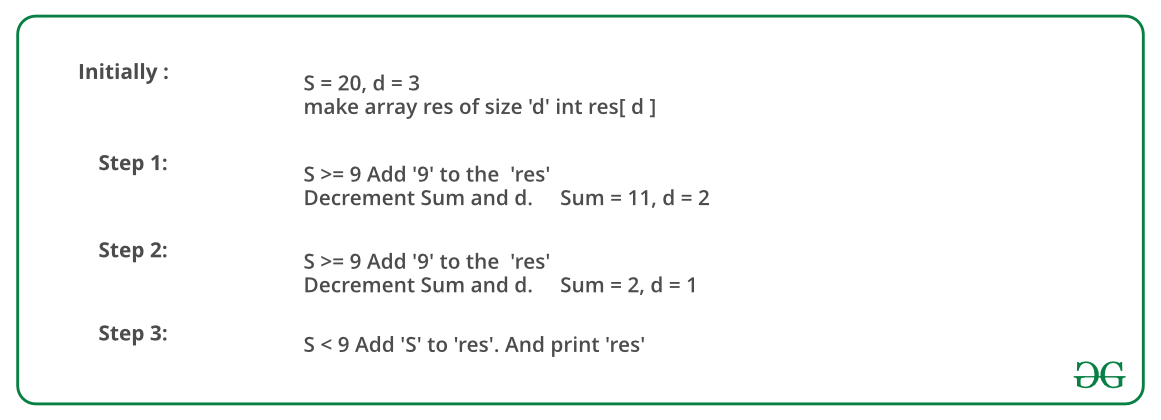 Initially :
S = 20, d = 3
make array res of size 'd' int res[ d ]
Step 1:
S >= 9 Add '9' to the  'res'
Decrement Sum and d.     Sum = 11, d = 2
Step 2:
S >= 9 Add '9' to the  'res'
Decrement Sum and d.     Sum = 2, d = 1
Step 3:
S < 9 Add 'S' to 'res'. And print 'res'